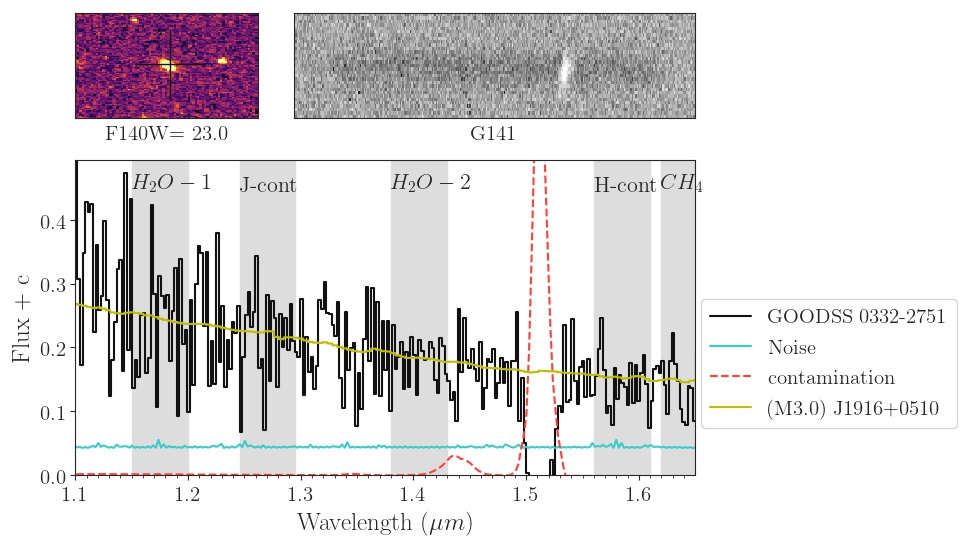 F140W= 23.0
G141
H₂O − 1
J-cont
H₂O − 2
H-cont
CH₄
Flux + c
0.4
0.3
0.2
0.1
0.0
1.1
1.2
1.3
1.4
1.5
1.6
Wavelength (μm)
GOODSS 0332-2751
Noise
contamination
(M3.0) J1916+0510